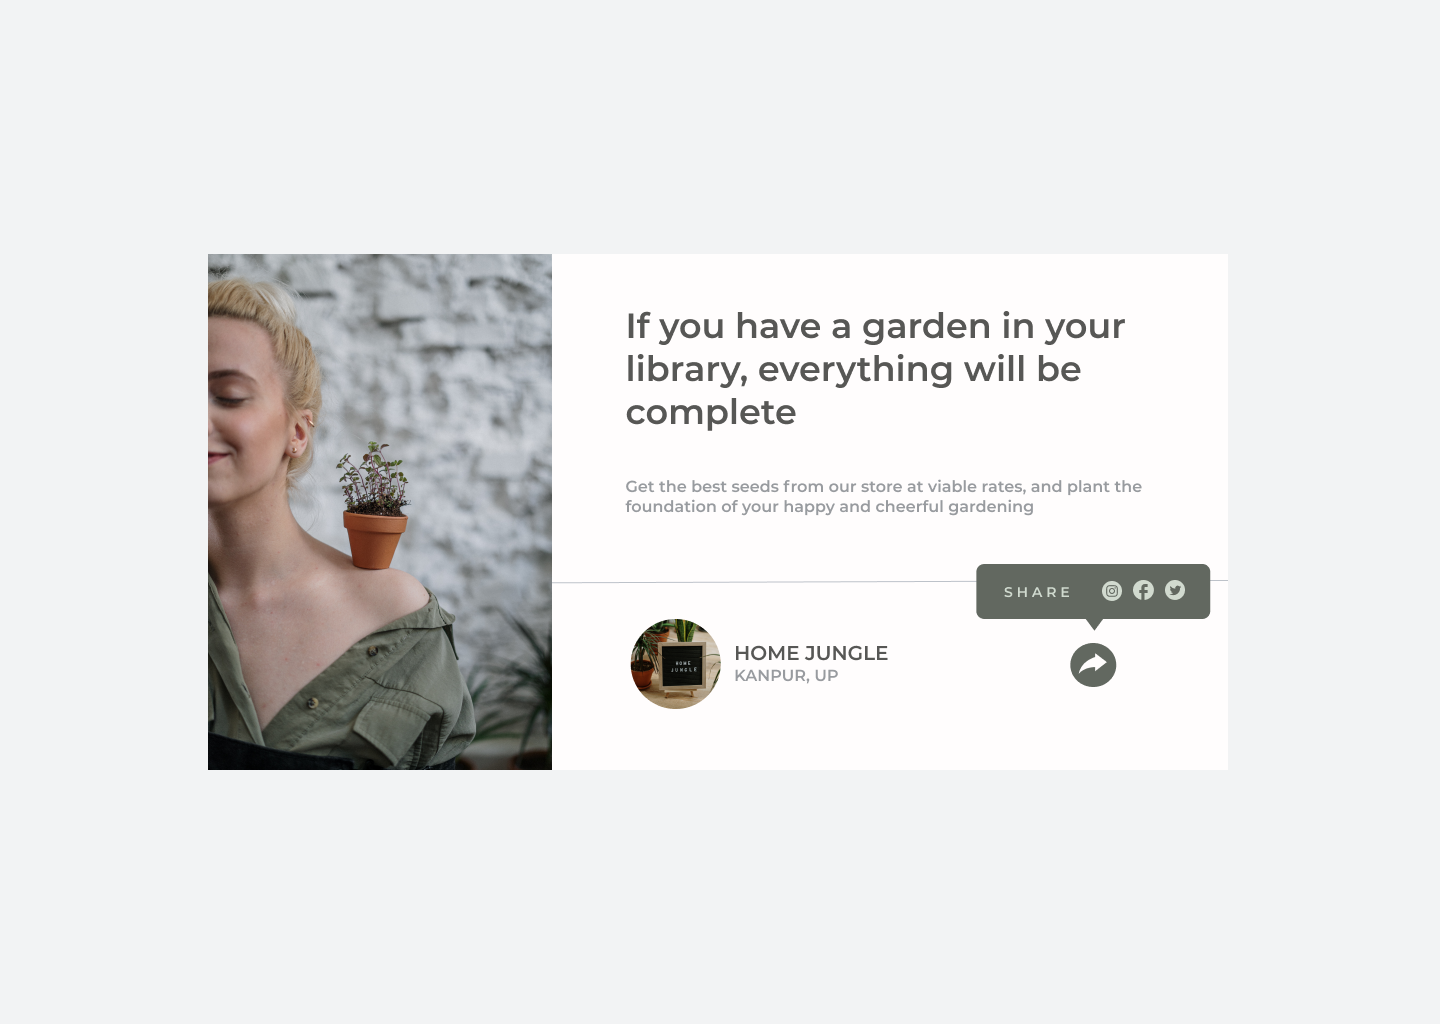 If you have a garden in your
library, everything will be
complete
Get the best seeds from our store at viable rates, and plant the
foundation of your happy and cheerful gardening
SHARE
HOME
JUNGLE
HOME JUNGLE
KANPUR, UP